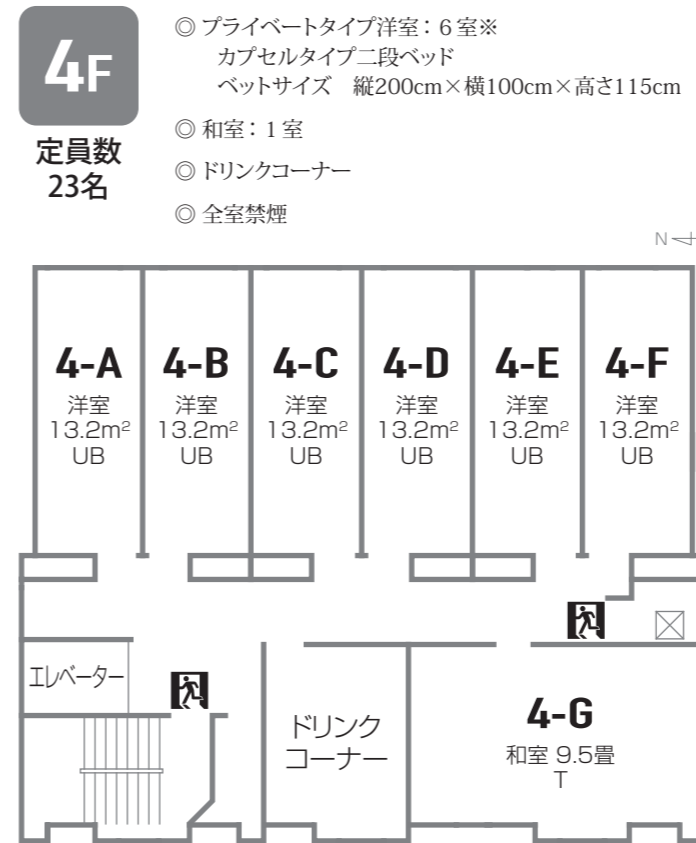 4F
定員数
23名
◎ プライベートタイプ洋室：6室※
カプセルタイプ二段ベッド
ベットサイズ　縦200cm×横100cm×高さ115cm
◎ 和室：1室
◎ ドリンクコーナー
◎ 全室禁煙
N
4-A
洋室
13.2m²
UB
4-B
洋室
13.2m²
UB
4-C
洋室
13.2m²
UB
4-D
洋室
13.2m²
UB
4-E
洋室
13.2m²
UB
4-F
洋室
13.2m²
UB
エレベーター
ドリンク
コーナー
4-G
和室 9.5畳
T